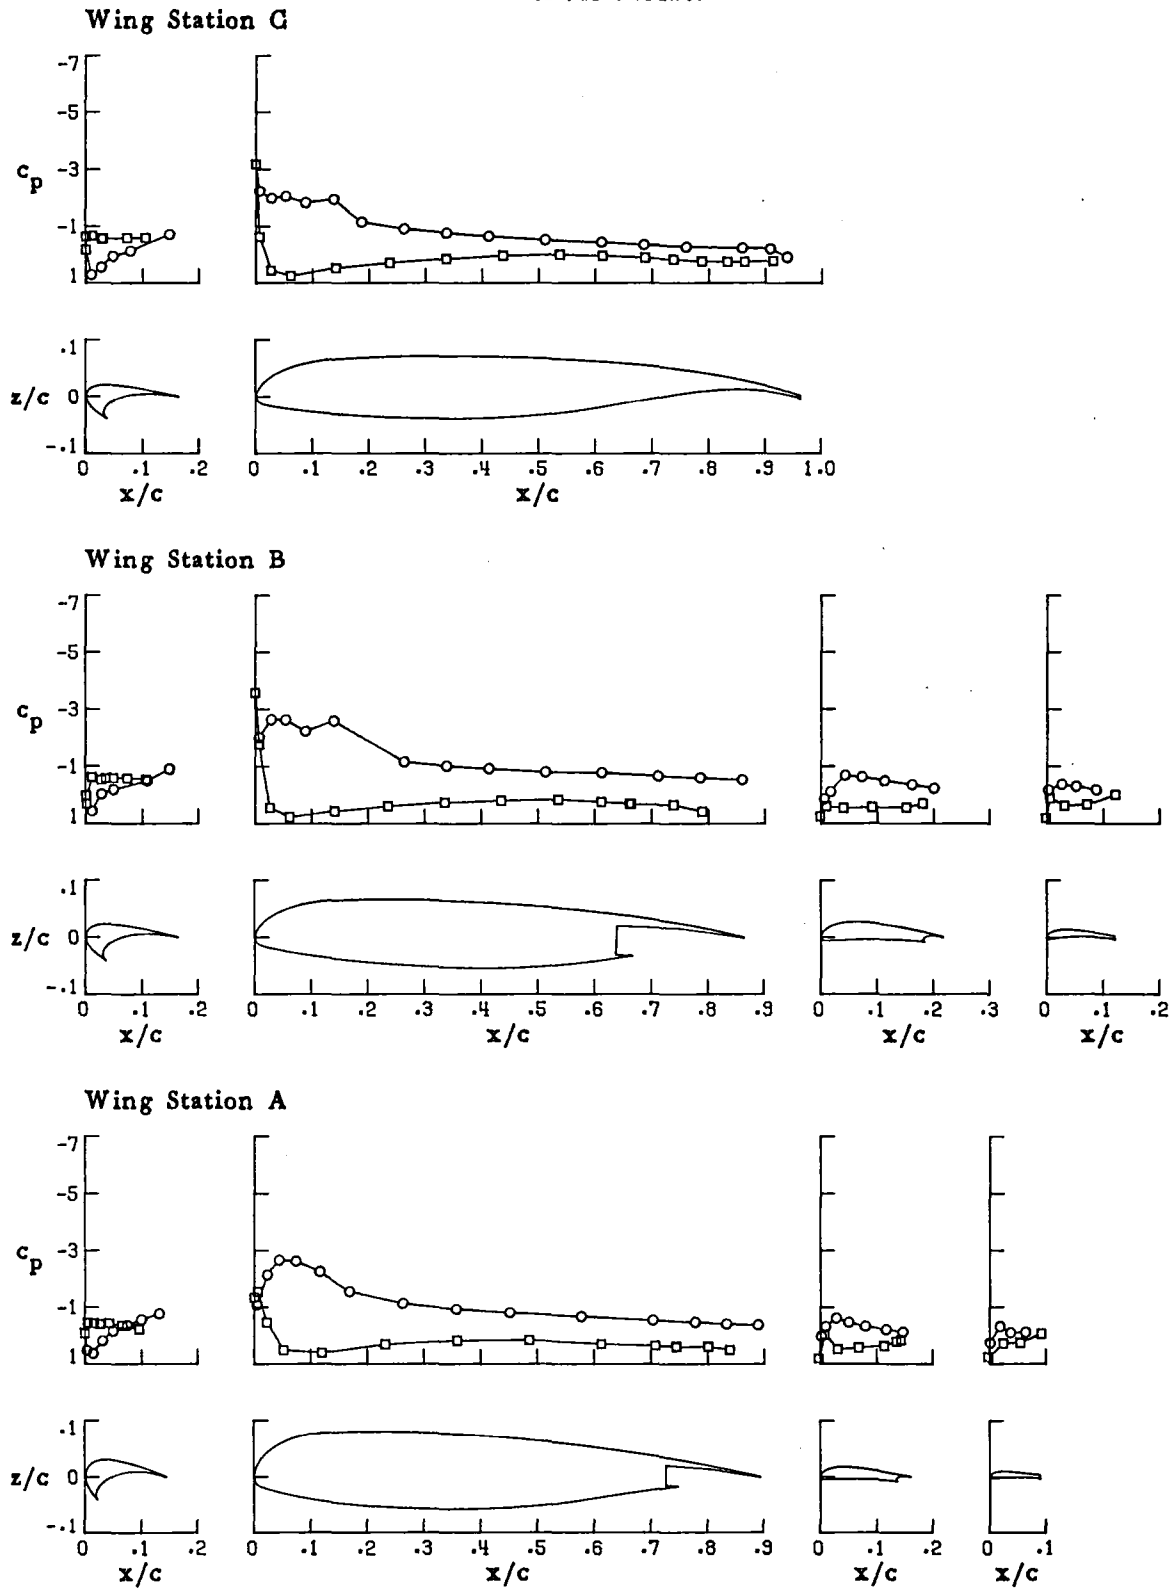 Wing Station C
-7
-5
-3
-1
1
c_p
.1
0
-.1
z/c
0 .1 .2
0 .1 .2 .3 .4 .5 .6 .7 .8 .9 1.0
x/c x/c
Wing Station B
-7
-5
-3
-1
1
c_p
.1
0
-.1
z/c
0 .1 .2
0 .1 .2 .3 .4 .5 .6 .7 .8 .9
0 .1 .2 .3
0 .1 .2
x/c x/c x/c x/c
Wing Station A
-7
-5
-3
-1
1
c_p
.1
0
-.1
z/c
0 .1 .2
0 .1 .2 .3 .4 .5 .6 .7 .8 .9
0 .1 .2
0 .1
x/c x/c x/c x/c